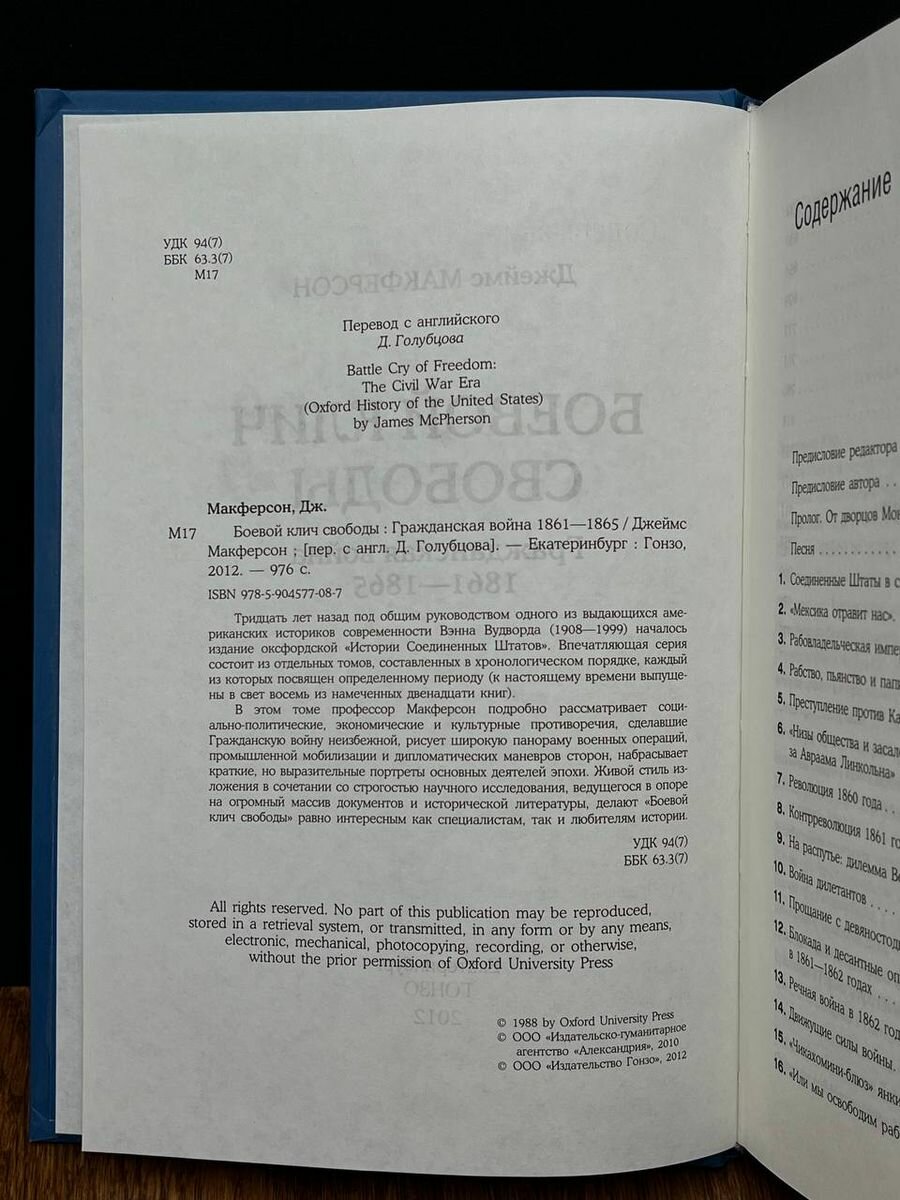 УДК 94(7)
ББК 63.3(7)
М17
Перевод с английского
Д. Голубцова
Battle Cry of Freedom:
The Civil War Era
(Oxford History of the United States)
by James McPherson
Макферсон, Дж.
М17 Боевой клич свободы : Гражданская война 1861—1865 / Джеймс
Макферсон ; [пер. с англ. Д. Голубцова]. — Екатеринбург : Гонзо,
2012. — 976 с.
ISBN 978-5-904577-08-7
Тридцать лет назад под общим руководством одного из выдающихся аме-
риканских историков современности Вэнна Вудворда (1908—1999) началось
издание оксфордской «Истории Соединенных Штатов». Впечатляющая серия
состоит из отдельных томов, составленных в хронологическом порядке, каждый
из которых посвящен определенному периоду (к настоящему времени выпуще-
ны в свет восемь из намеченных двенадцати книг).
В этом томе профессор Макферсон подробно рассматривает соци-
ально-политические, экономические и культурные противоречия, сделавшие
Гражданскую войну неизбежной, рисует широкую панораму военных операций,
промышленной мобилизации и дипломатических маневров сторон, набрасывает
краткие, но выразительные портреты основных деятелей эпохи. Живой стиль из-
ложения в сочетании со строгостью научного исследования, ведущегося в опоре
на огромный массив документов и исторической литературы, делают «Боевой
клич свободы» равно интересным как специалистам, так и любителям истории.
УДК 94(7)
ББК 63.3(7)
All rights reserved. No part of this publication may be reproduced,
stored in a retrieval system, or transmitted, in any form or by any means,
electronic, mechanical, photocopying, recording, or otherwise,
without the prior permission of Oxford University Press
© 1988 by Oxford University Press
© ООО «Издательско-гуманитарное
агентство «Александрия», 2010
© ООО «Издательство Гонзо», 2012
Содержание
Предисловие редактора
Предисловие автора . .
Пролог. От дворцов
Песня . . . . . . . . .
1. Соединенные Штаты в
2. «Мексика отравит нас».
3. Рабовладельческая
4. Рабство, пьянство и
5. Преступление против
6. «Низы общества и
за Авраама Линкольна»
7. Революция 1860 года . .
8. Контрреволюция 1861
9. На распутье: дилемма
10. Война дилетантов . . . .
11. Прощание с
12. Блокада и десантные
в 1861—1862 годах . . .
13. Речная война в 1862
14. Движущие силы войны.
15. «Чикахомини-блюз» янки
16. «Или мы освободим